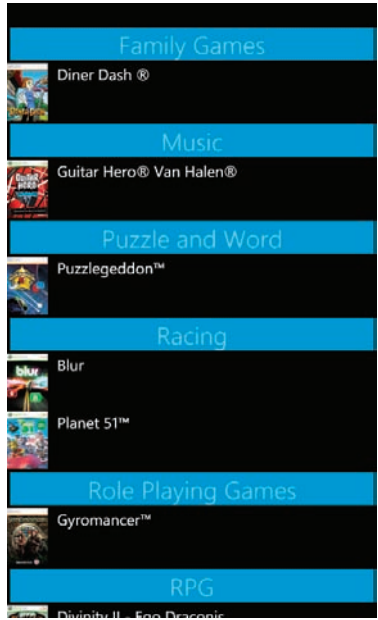 Family Games
Diner Dash ®
Music
Guitar Hero® Van Halen®
Puzzle and Word
Puzzlegeddon™
Racing
Blur
blur
Planet 51™
Role Playing Games
Gyromancer™
RPG
Divinity II - Ego Draconis